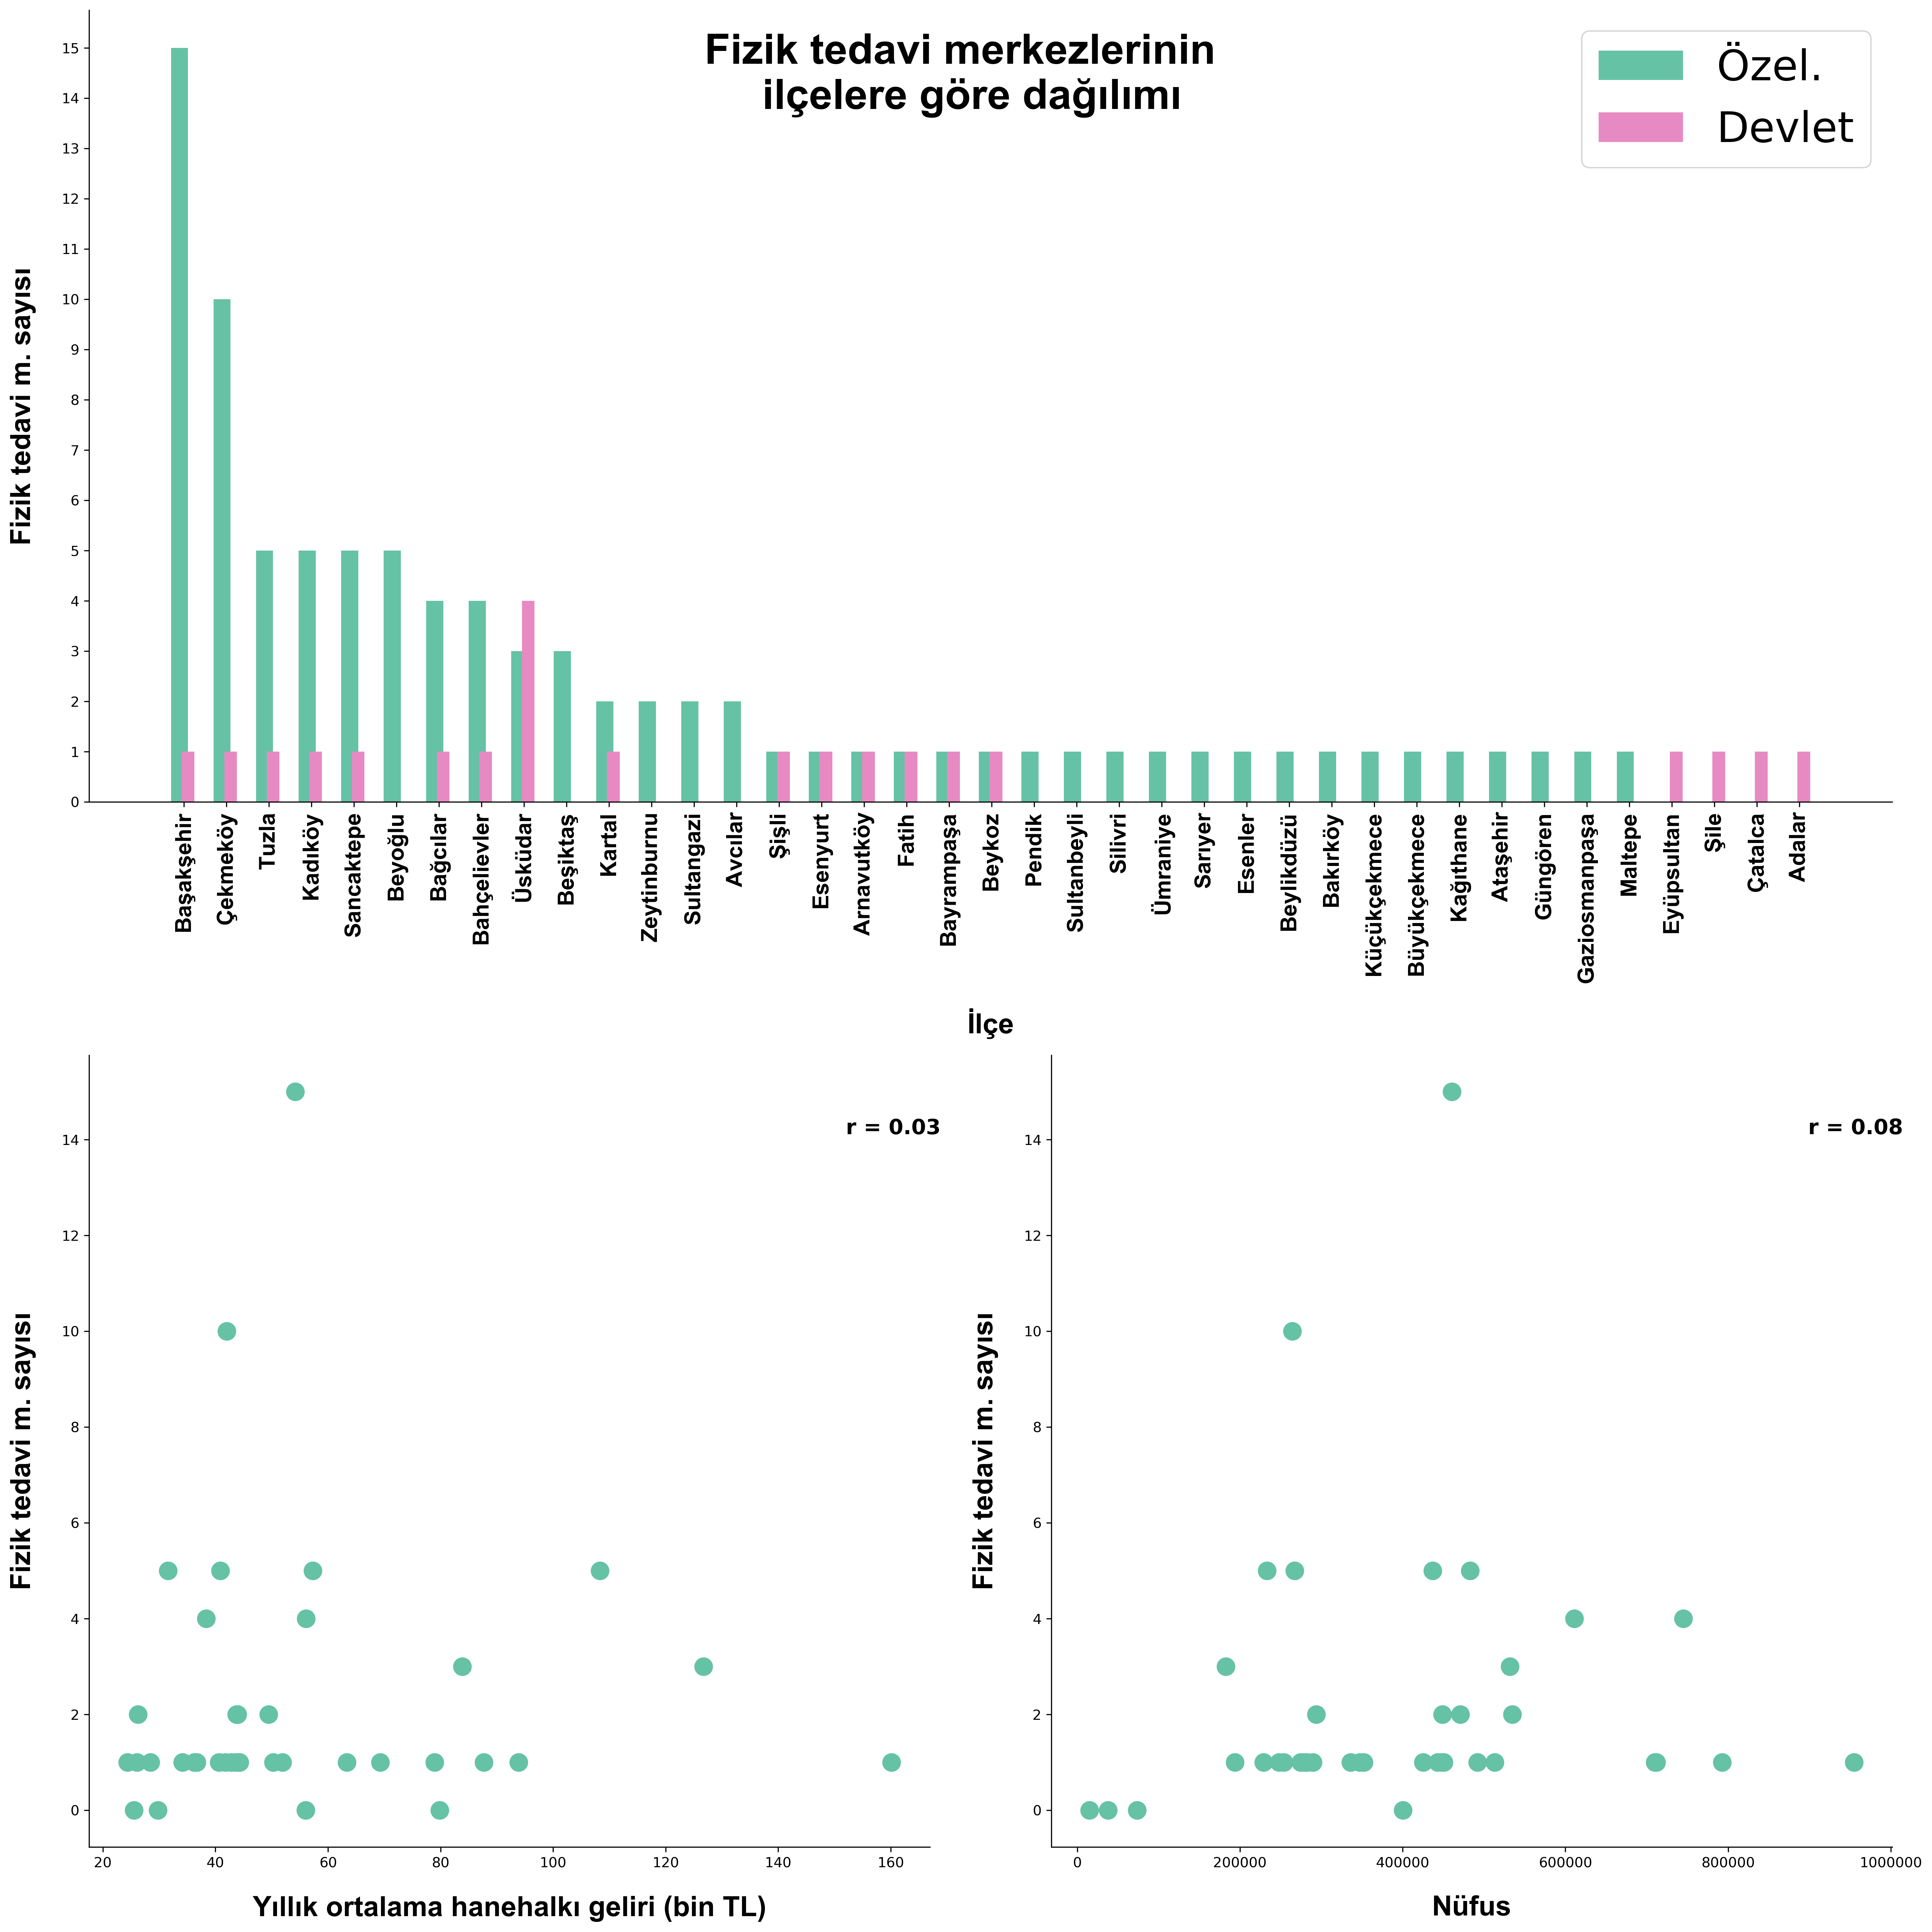 Fizik tedavi merkezlerinin
ilçelere göre dağılımı
Özel.
Devlet
Fizik tedavi m. sayısı
15
14
13
12
11
10
9
8
7
6
5
4
3
2
1
0
Başakşehir
Çekmeköy
Tuzla
Kadıköy
Sancaktepe
Beyoğlu
Bağcılar
Bahçelievler
Üsküdar
Beşiktaş
Kartal
Zeytinburnu
Sultangazi
Avcılar
Şişli
Esenyurt
Arnavutköy
Fatih
Bayrampaşa
Beykoz
Pendik
Sultanbeyli
Silivri
Ümraniye
Sarıyer
Esenler
Beylikdüzü
Bakırköy
Küçükçekmece
Büyükçekmece
Kağıthane
Ataşehir
Güngören
Gaziosmanpaşa
Maltepe
Eyüpsultan
Şile
Çatalca
Adalar
İlçe
Fizik tedavi m. sayısı
14
12
10
8
6
4
2
0
r = 0.03
20 40 60 80 100 120 140 160
Yıllık ortalama hanehalkı geliri (bin TL)
Fizik tedavi m. sayısı
14
12
10
8
6
4
2
0
r = 0.08
0 200000 400000 600000 800000 1000000
Nüfus